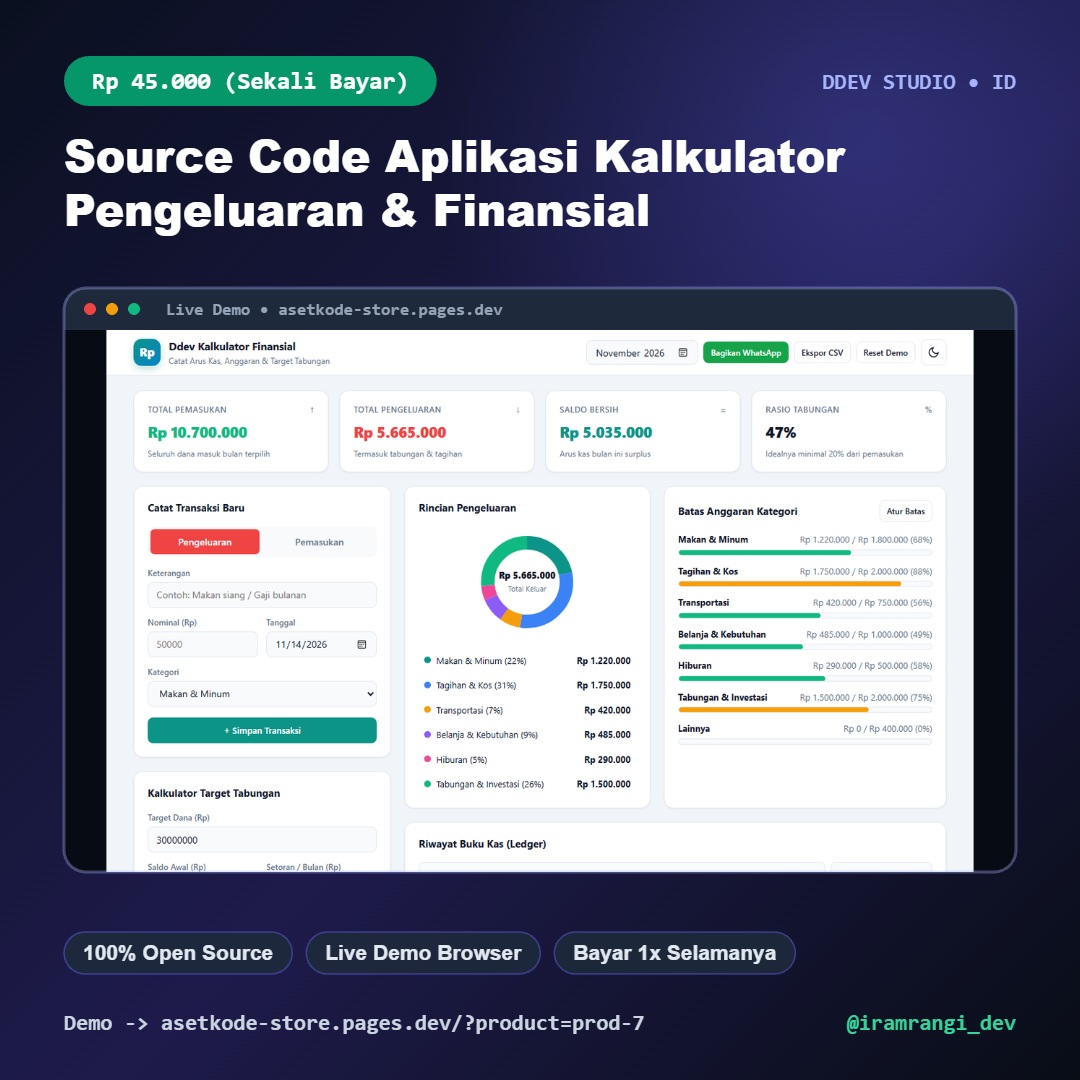 Rp 45.000 (Sekali Bayar)
DDEV STUDIO • ID
Source Code Aplikasi Kalkulator
Pengeluaran & Finansial
Live Demo • asetkode-store.pages.dev
Rp
Ddev Kalkulator Finansial
Catat Arus Kas, Anggaran & Target Tabungan
November 2026
Bagikan WhatsApp
Ekspor CSV
Reset Demo
TOTAL PEMASUKAN ↑
Rp 10.700.000
Seluruh dana masuk bulan terpilih
TOTAL PENGELUARAN ↓
Rp 5.665.000
Termasuk tabungan & tagihan
SALDO BERSIH =
Rp 5.035.000
Arus kas bulan ini surplus
RASIO TABUNGAN %
47%
Idealnya minimal 20% dari pemasukan
Catat Transaksi Baru
Pengeluaran
Pemasukan
Keterangan
Contoh: Makan siang / Gaji bulanan
Nominal (Rp)
Tanggal
50000
11/14/2026
Kategori
Makan & Minum
+ Simpan Transaksi
Kalkulator Target Tabungan
Target Dana (Rp)
30000000
Saldo Awal (Rp)
Setoran / Bulan (Rp)
Rincian Pengeluaran
Rp 5.665.000
Total Keluar
Makan & Minum (22%) Rp 1.220.000
Tagihan & Kos (31%) Rp 1.750.000
Transportasi (7%) Rp 420.000
Belanja & Kebutuhan (9%) Rp 485.000
Hiburan (5%) Rp 290.000
Tabungan & Investasi (26%) Rp 1.500.000
Batas Anggaran Kategori
Atur Batas
Makan & Minum Rp 1.220.000 / Rp 1.800.000 (68%)
Tagihan & Kos Rp 1.750.000 / Rp 2.000.000 (88%)
Transportasi Rp 420.000 / Rp 750.000 (56%)
Belanja & Kebutuhan Rp 485.000 / Rp 1.000.000 (49%)
Hiburan Rp 290.000 / Rp 500.000 (58%)
Tabungan & Investasi Rp 1.500.000 / Rp 2.000.000 (75%)
Lainnya Rp 0 / Rp 400.000 (0%)
Riwayat Buku Kas (Ledger)
100% Open Source
Live Demo Browser
Bayar 1x Selamanya
Demo -> asetkode-store.pages.dev/?product=prod-7
@iramrangi_dev